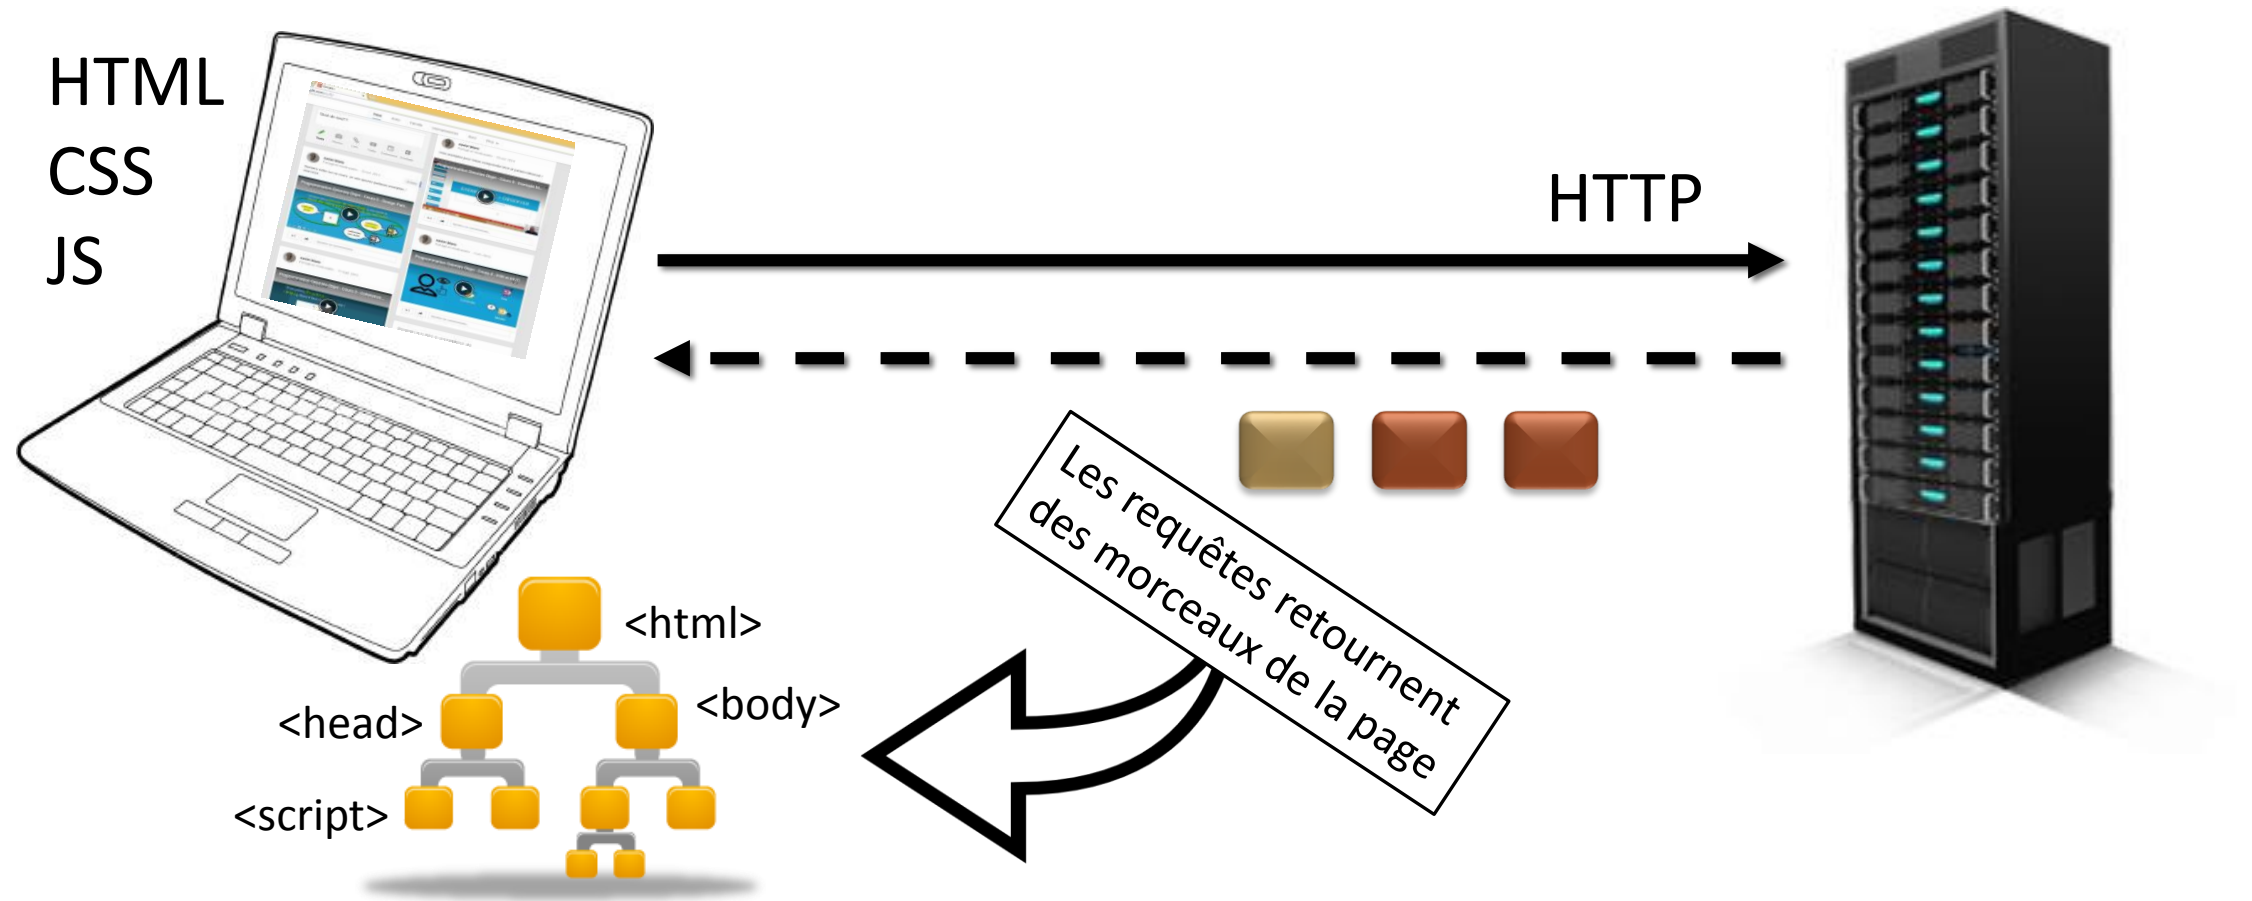 HTML
CSS
JS
HTTP
Les requêtes retournent
des morceaux de la page
<html>
<head>
<body>
<script>